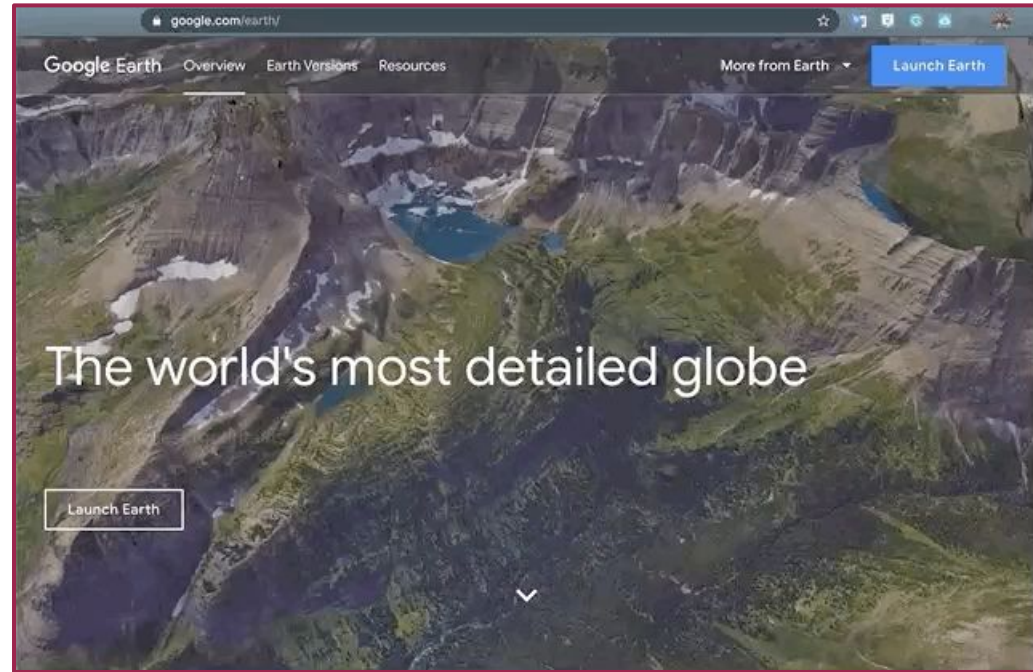 google.com/earth/
Google Earth Overview Earth Versions Resources More from Earth Launch Earth
The world's most detailed globe
Launch Earth